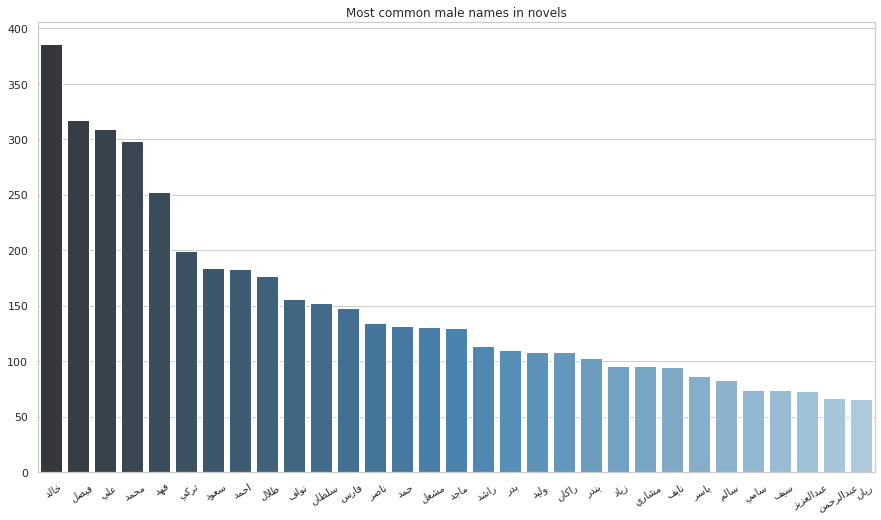 Most common male names in novels
400
350
300
250
200
150
100
50
0
خالد
فيصل
علي
محمد
فهد
تركي
سعود
احمد
طلال
نواف
سلطان
فارس
ناصر
حمد
مشعل
ماجد
راشد
بدر
وليد
راكان
بندر
زياد
مشاري
نايف
ياسر
سالم
سامي
سيف
عبدالعزيز
عبدالرحمن
ريان